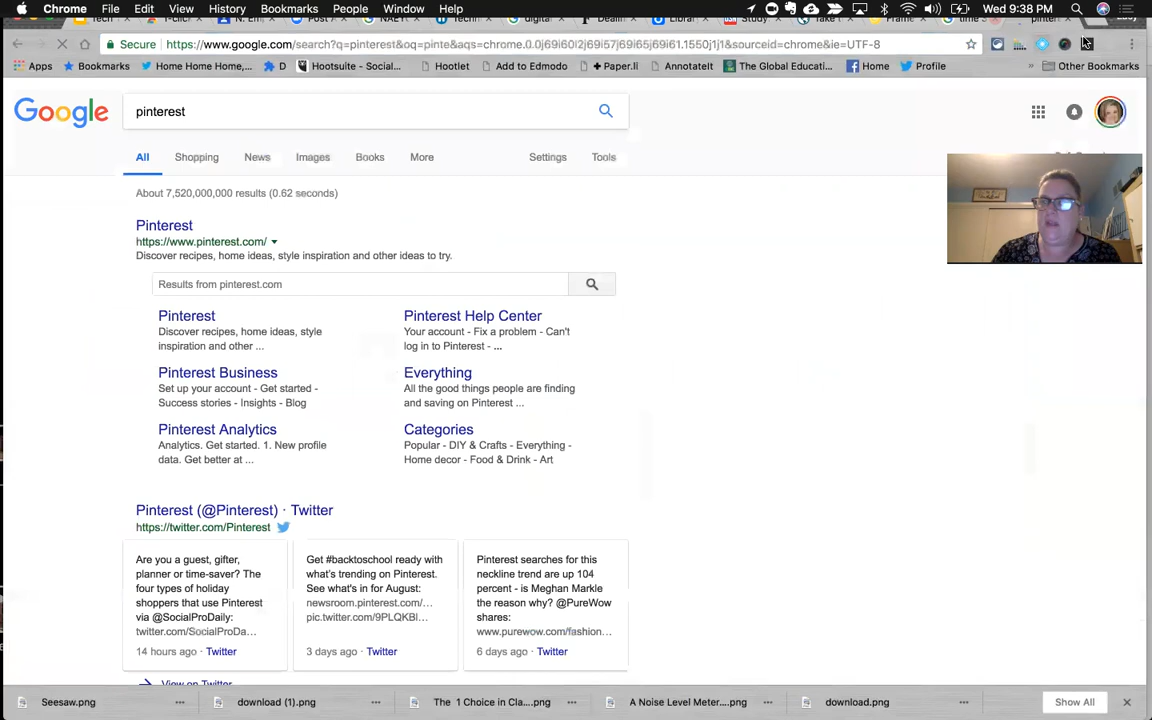 Chrome File Edit View History Bookmarks People Window Help Wed 9:38 PM
Secure https://www.google.com/search?q=pinterest&oq=pinte&aqs=chrome.0.0j69i60l2j69i57j69i65j69i61.1550j1j1&sourceid=chrome&ie=UTF-8
Apps Bookmarks Home Home Home,... D Hootsuite - Social... Hootlet Add to Edmodo + Paper.li AnnotateIt The Global Educati... Home Profile » Other Bookmarks
Google pinterest
All Shopping News Images Books More Settings Tools
About 7,520,000,000 results (0.62 seconds)
Pinterest
https://www.pinterest.com/
Discover recipes, home ideas, style inspiration and other ideas to try.
Results from pinterest.com
Pinterest
Discover recipes, home ideas, style
inspiration and other ...
Pinterest Help Center
Your account - Fix a problem - Can't
log in to Pinterest - ...
Pinterest Business
Set up your account - Get started -
Success stories - Insights - Blog
Everything
All the good things people are finding
and saving on Pinterest ...
Pinterest Analytics
Analytics. Get started. 1. New profile
data. Get better at ...
Categories
Popular - DIY & Crafts - Everything -
Home decor - Food & Drink - Art
Pinterest (@Pinterest) · Twitter
https://twitter.com/Pinterest
Are you a guest, gifter,
planner or time-saver? The
four types of holiday
shoppers that use Pinterest
via @SocialProDaily:
twitter.com/SocialProDa...
14 hours ago · Twitter
Get #backtoschool ready with
what's trending on Pinterest.
See what's in for August:
newsroom.pinterest.com/...
pic.twitter.com/9PLQKBl...
3 days ago · Twitter
Pinterest searches for this
neckline trend are up 104
percent - is Meghan Markle
the reason why? @PureWow
shares:
www.purewow.com/fashion...
6 days ago · Twitter
View on Twitter
Seesaw.png download (1).png The 1 Choice in Cla....png A Noise Level Meter....png download.png Show All